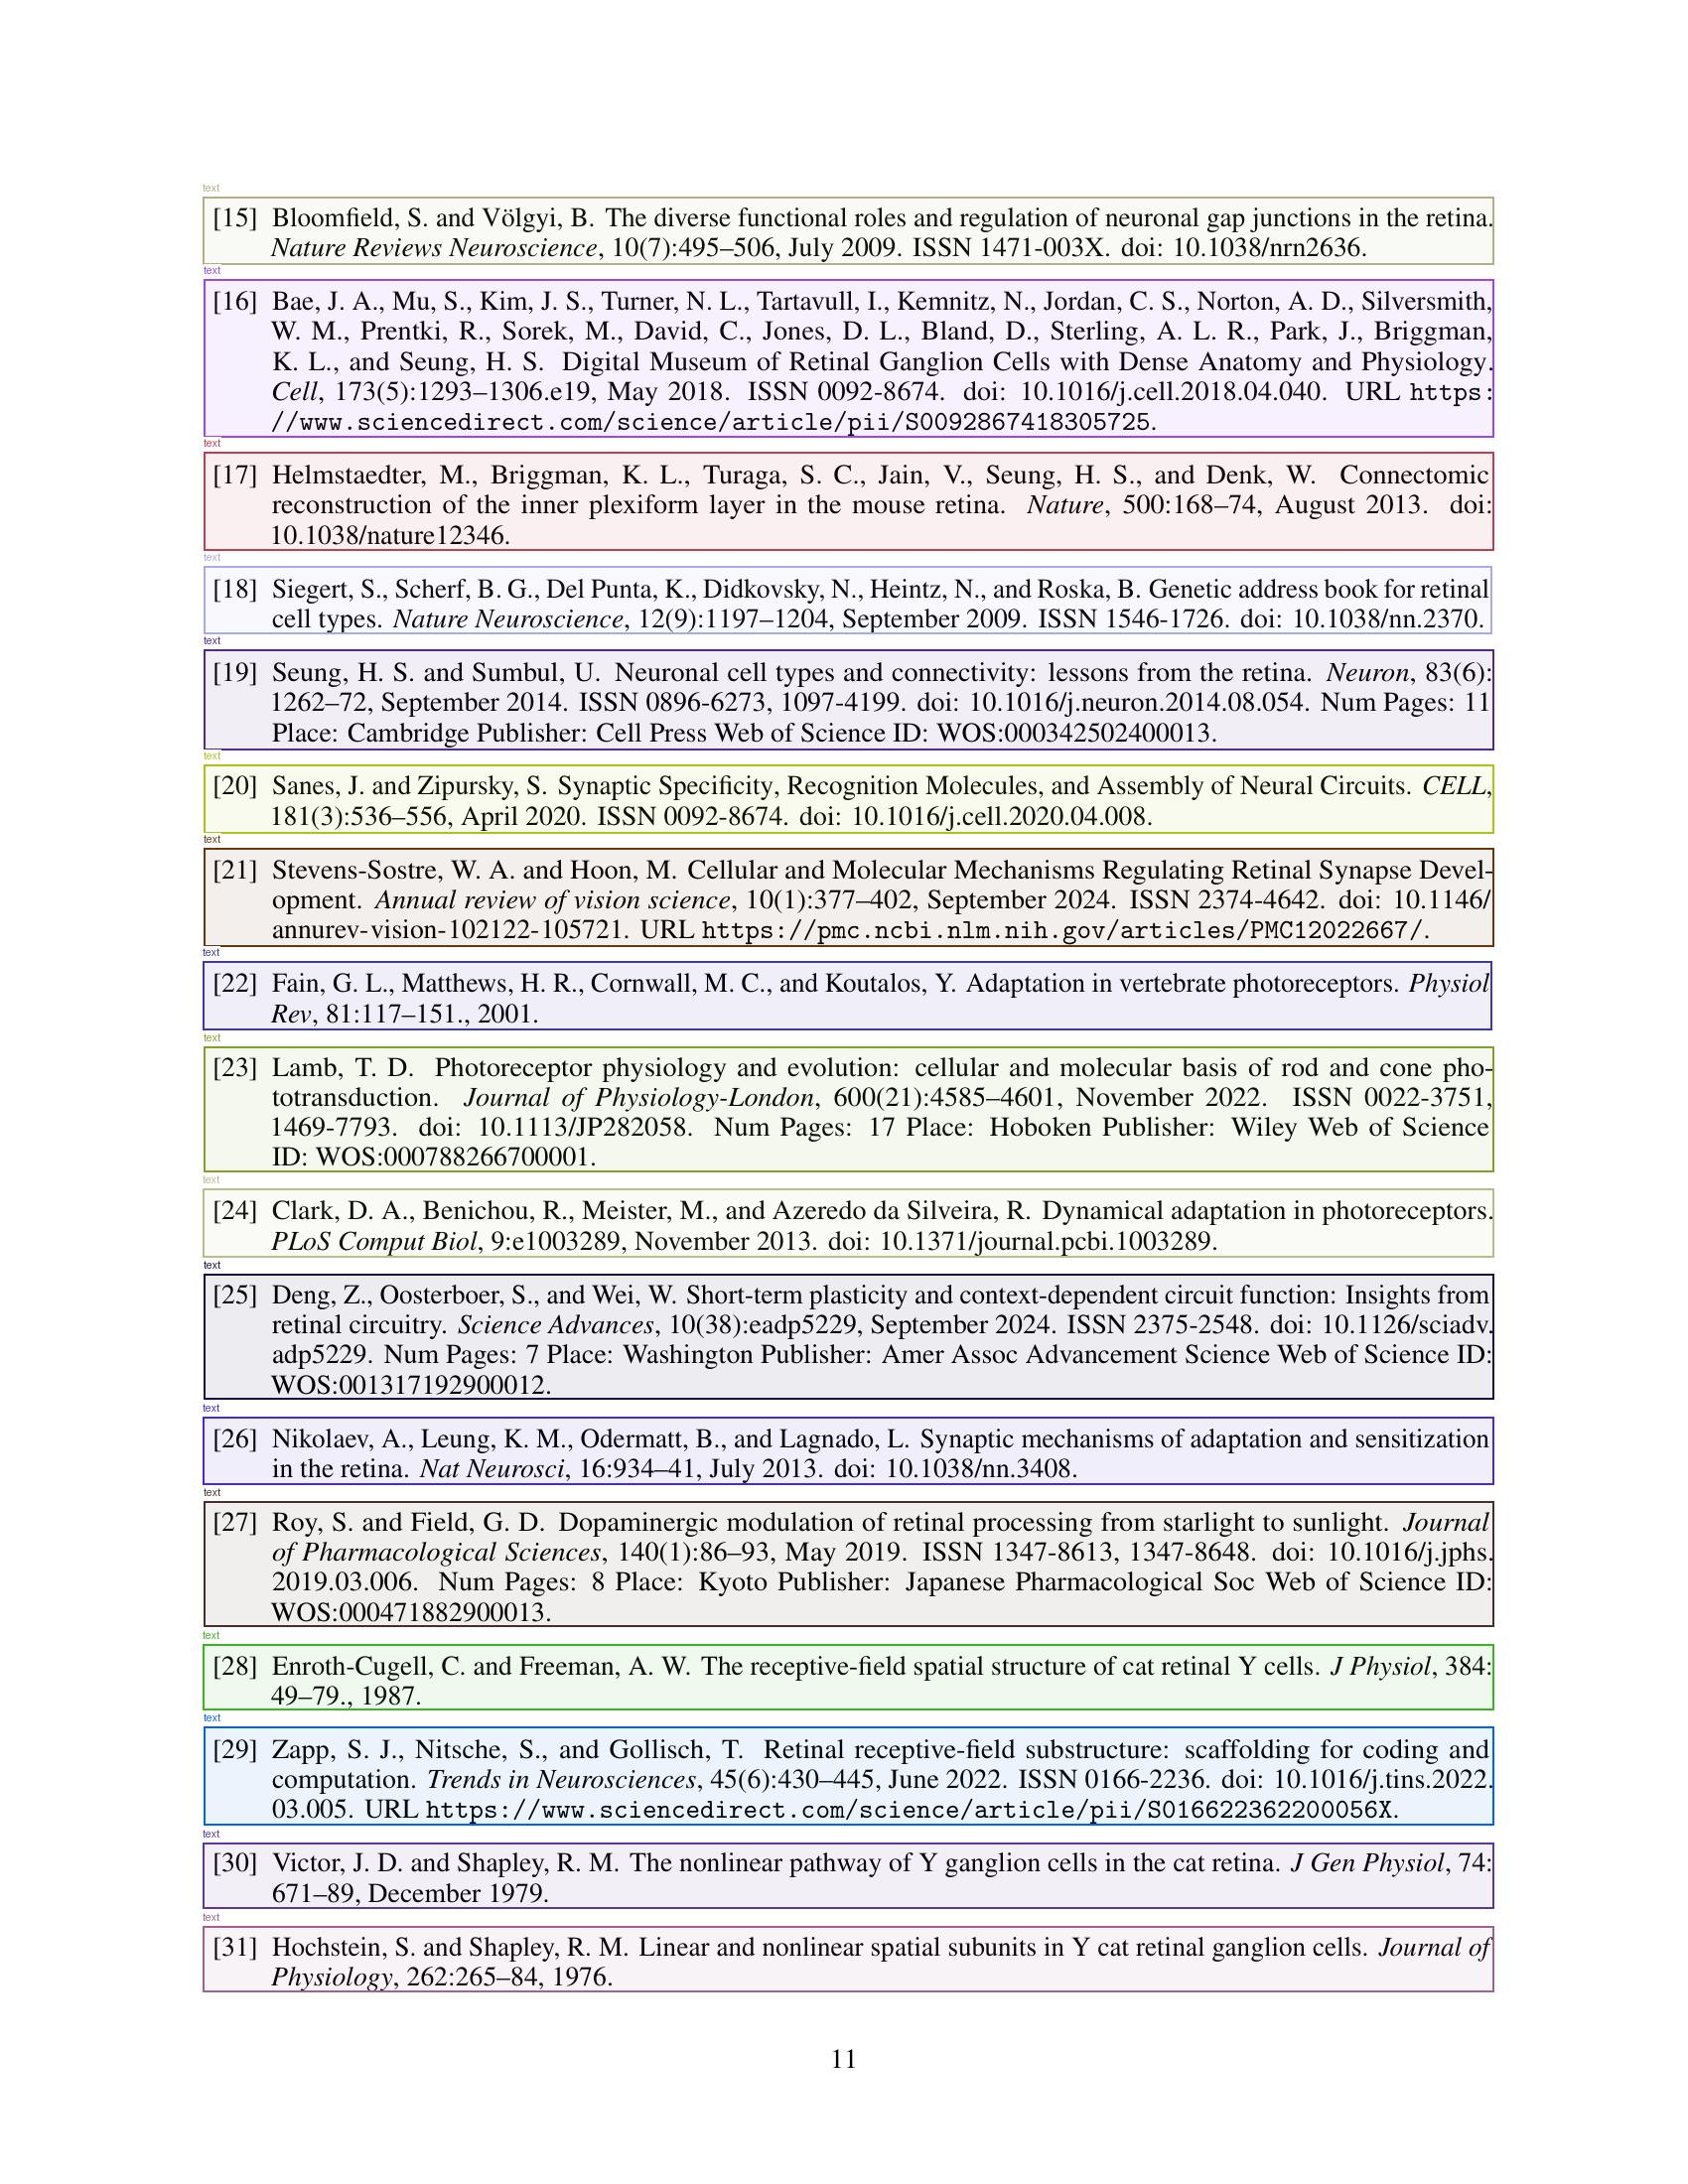 text
[15] Bloomfield, S. and Völgyi, B. The diverse functional roles and regulation of neuronal gap junctions in the retina.
Nature Reviews Neuroscience, 10(7):495–506, July 2009. ISSN 1471-003X. doi: 10.1038/nrn2636.
text
[16] Bae, J. A., Mu, S., Kim, J. S., Turner, N. L., Tartavull, I., Kemnitz, N., Jordan, C. S., Norton, A. D., Silversmith,
W. M., Prentki, R., Sorek, M., David, C., Jones, D. L., Bland, D., Sterling, A. L. R., Park, J., Briggman,
K. L., and Seung, H. S. Digital Museum of Retinal Ganglion Cells with Dense Anatomy and Physiology.
Cell, 173(5):1293–1306.e19, May 2018. ISSN 0092-8674. doi: 10.1016/j.cell.2018.04.040. URL https:
//www.sciencedirect.com/science/article/pii/S0092867418305725.
text
[17] Helmstaedter, M., Briggman, K. L., Turaga, S. C., Jain, V., Seung, H. S., and Denk, W. Connectomic
reconstruction of the inner plexiform layer in the mouse retina. Nature, 500:168–74, August 2013. doi:
10.1038/nature12346.
text
[18] Siegert, S., Scherf, B. G., Del Punta, K., Didkovsky, N., Heintz, N., and Roska, B. Genetic address book for retinal
cell types. Nature Neuroscience, 12(9):1197–1204, September 2009. ISSN 1546-1726. doi: 10.1038/nn.2370.
text
[19] Seung, H. S. and Sumbul, U. Neuronal cell types and connectivity: lessons from the retina. Neuron, 83(6):
1262–72, September 2014. ISSN 0896-6273, 1097-4199. doi: 10.1016/j.neuron.2014.08.054. Num Pages: 11
Place: Cambridge Publisher: Cell Press Web of Science ID: WOS:000342502400013.
text
[20] Sanes, J. and Zipursky, S. Synaptic Specificity, Recognition Molecules, and Assembly of Neural Circuits. CELL,
181(3):536–556, April 2020. ISSN 0092-8674. doi: 10.1016/j.cell.2020.04.008.
text
[21] Stevens-Sostre, W. A. and Hoon, M. Cellular and Molecular Mechanisms Regulating Retinal Synapse Devel-
opment. Annual review of vision science, 10(1):377–402, September 2024. ISSN 2374-4642. doi: 10.1146/
annurev-vision-102122-105721. URL https://pmc.ncbi.nlm.nih.gov/articles/PMC12022667/.
text
[22] Fain, G. L., Matthews, H. R., Cornwall, M. C., and Koutalos, Y. Adaptation in vertebrate photoreceptors. Physiol
Rev, 81:117–151., 2001.
text
[23] Lamb, T. D. Photoreceptor physiology and evolution: cellular and molecular basis of rod and cone pho-
totransduction. Journal of Physiology-London, 600(21):4585–4601, November 2022. ISSN 0022-3751,
1469-7793. doi: 10.1113/JP282058. Num Pages: 17 Place: Hoboken Publisher: Wiley Web of Science
ID: WOS:000788266700001.
text
[24] Clark, D. A., Benichou, R., Meister, M., and Azeredo da Silveira, R. Dynamical adaptation in photoreceptors.
PLoS Comput Biol, 9:e1003289, November 2013. doi: 10.1371/journal.pcbi.1003289.
text
[25] Deng, Z., Oosterboer, S., and Wei, W. Short-term plasticity and context-dependent circuit function: Insights from
retinal circuitry. Science Advances, 10(38):eadp5229, September 2024. ISSN 2375-2548. doi: 10.1126/sciadv.
adp5229. Num Pages: 7 Place: Washington Publisher: Amer Assoc Advancement Science Web of Science ID:
WOS:001317192900012.
text
[26] Nikolaev, A., Leung, K. M., Odermatt, B., and Lagnado, L. Synaptic mechanisms of adaptation and sensitization
in the retina. Nat Neurosci, 16:934–41, July 2013. doi: 10.1038/nn.3408.
text
[27] Roy, S. and Field, G. D. Dopaminergic modulation of retinal processing from starlight to sunlight. Journal
of Pharmacological Sciences, 140(1):86–93, May 2019. ISSN 1347-8613, 1347-8648. doi: 10.1016/j.jphs.
2019.03.006. Num Pages: 8 Place: Kyoto Publisher: Japanese Pharmacological Soc Web of Science ID:
WOS:000471882900013.
text
[28] Enroth-Cugell, C. and Freeman, A. W. The receptive-field spatial structure of cat retinal Y cells. J Physiol, 384:
49–79., 1987.
text
[29] Zapp, S. J., Nitsche, S., and Gollisch, T. Retinal receptive-field substructure: scaffolding for coding and
computation. Trends in Neurosciences, 45(6):430–445, June 2022. ISSN 0166-2236. doi: 10.1016/j.tins.2022.
03.005. URL https://www.sciencedirect.com/science/article/pii/S016622362200056X.
text
[30] Victor, J. D. and Shapley, R. M. The nonlinear pathway of Y ganglion cells in the cat retina. J Gen Physiol, 74:
671–89, December 1979.
text
[31] Hochstein, S. and Shapley, R. M. Linear and nonlinear spatial subunits in Y cat retinal ganglion cells. Journal of
Physiology, 262:265–84, 1976.
11